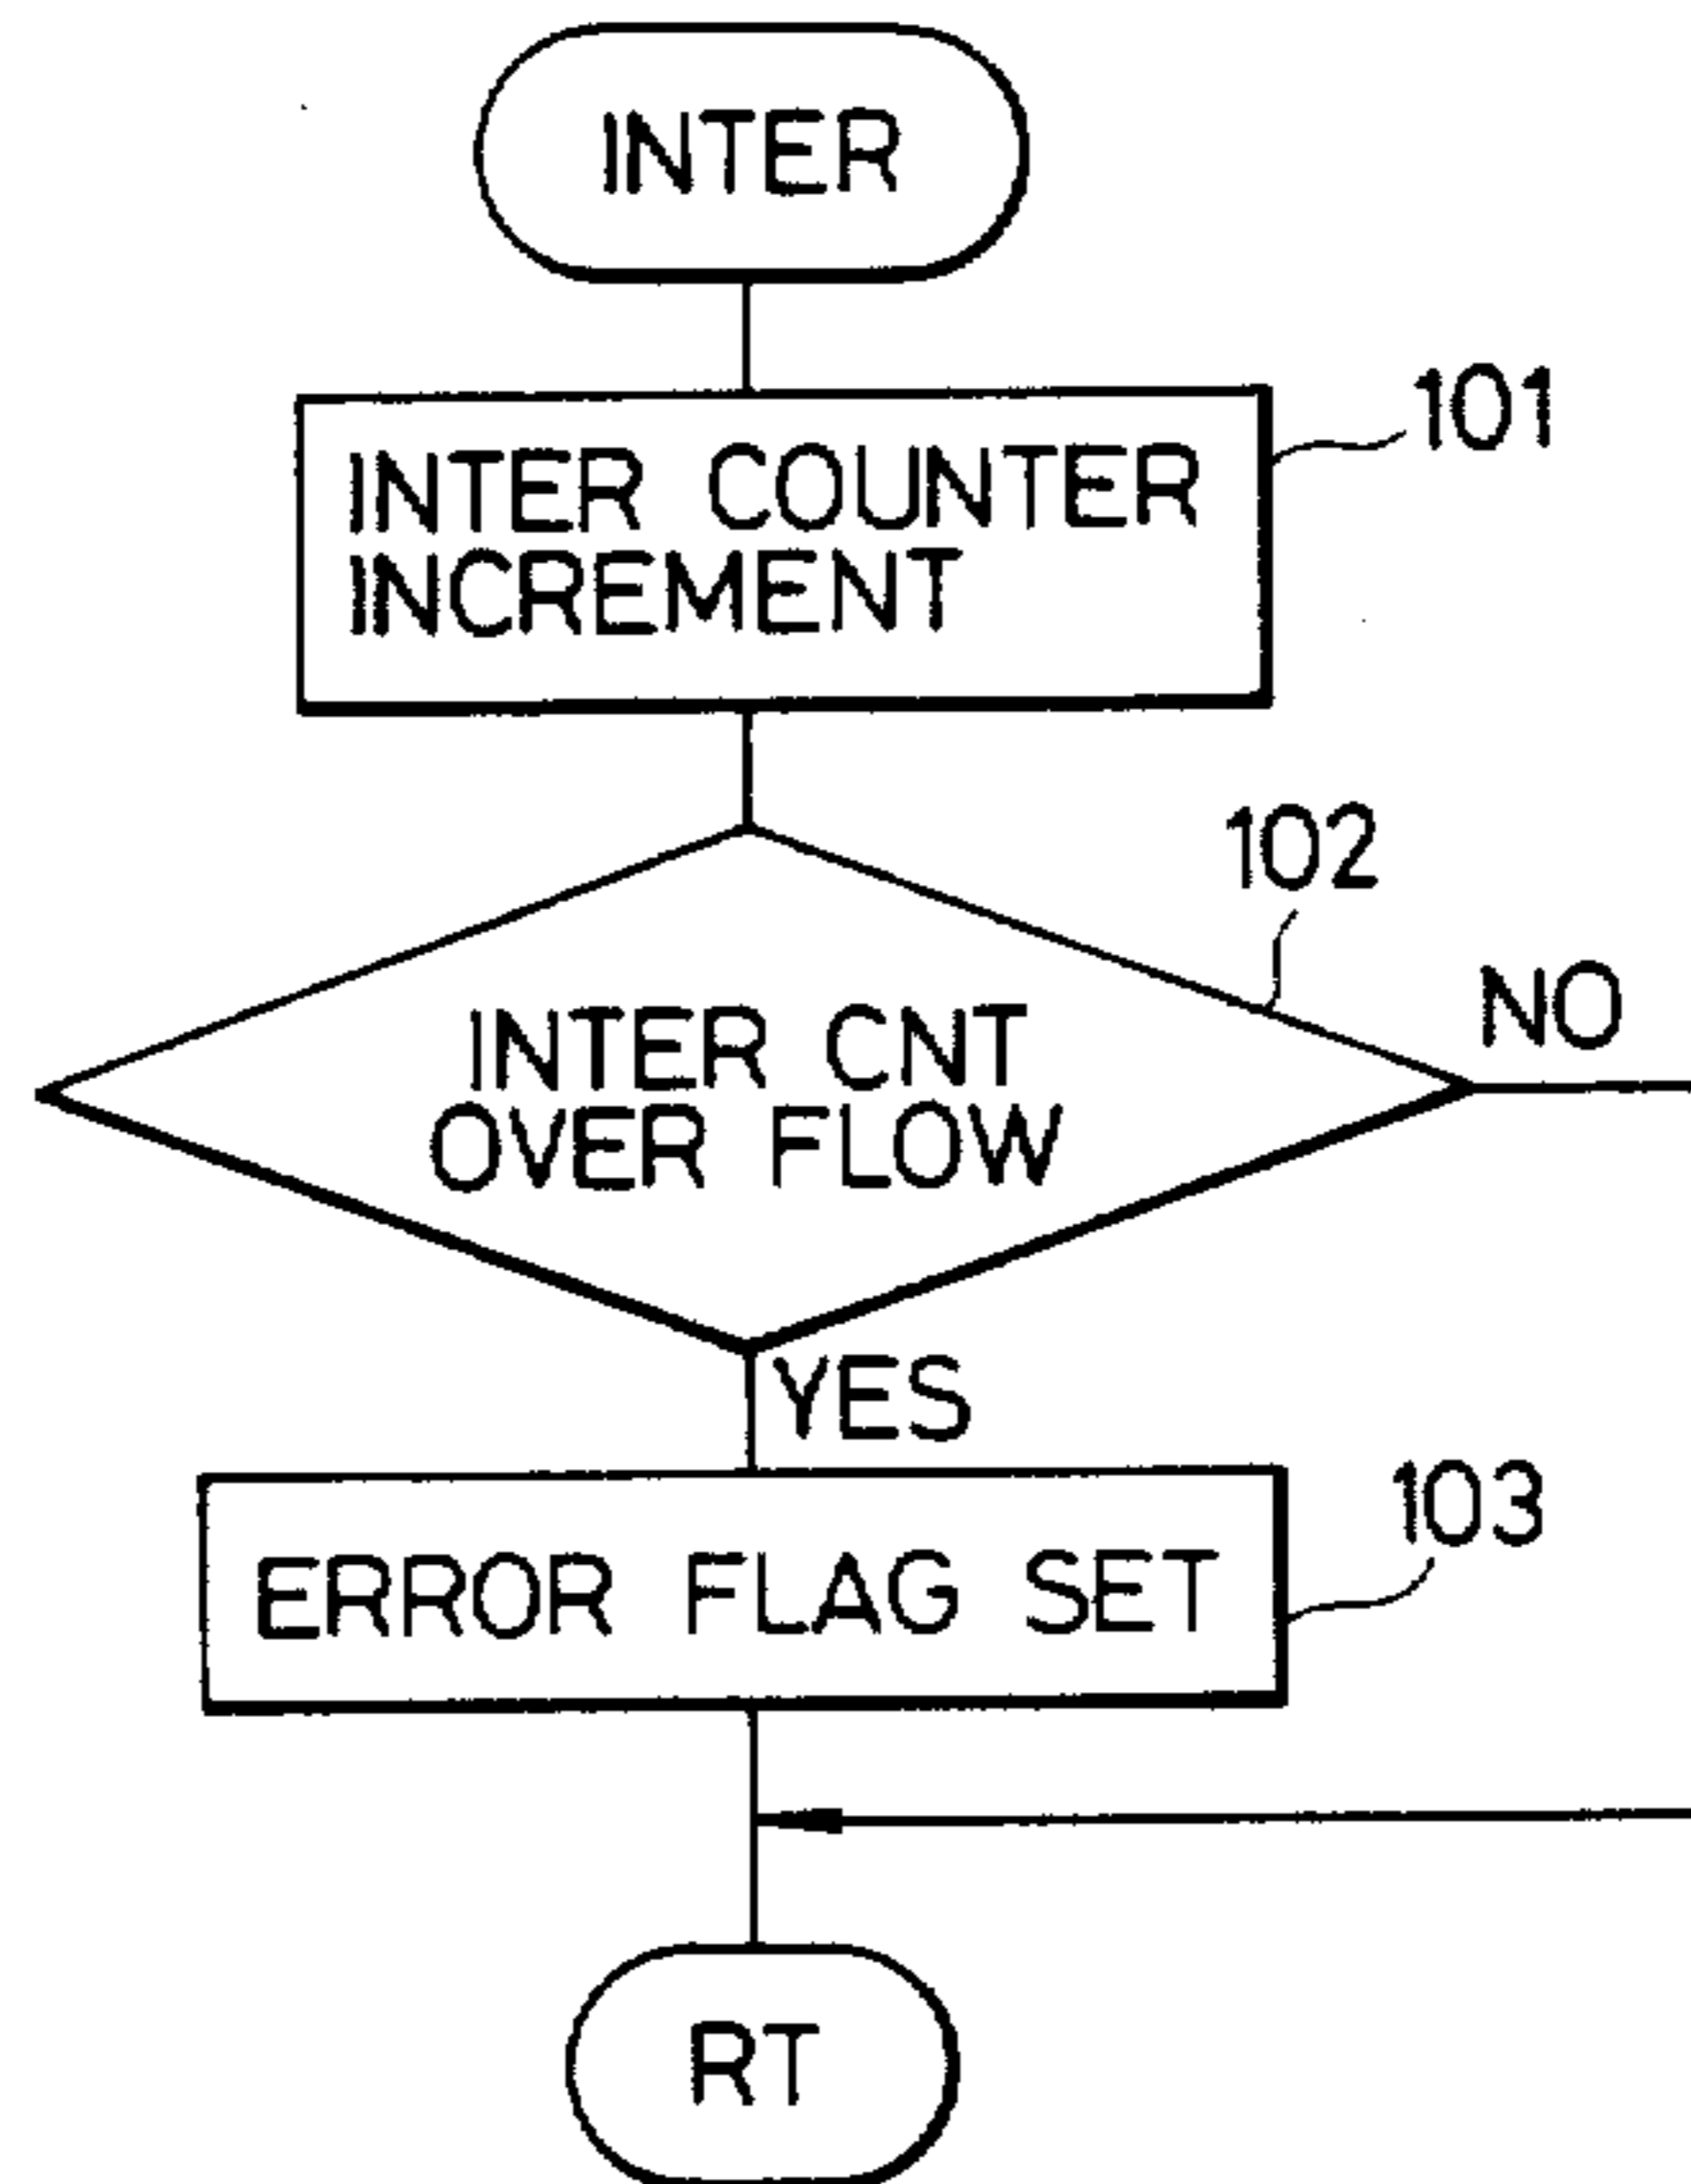 INTER
101
INTER COUNTER
INCREMENT
102
NO
INTER CNT
OVER FLOW
YES
103
ERROR FLAG SET
RT